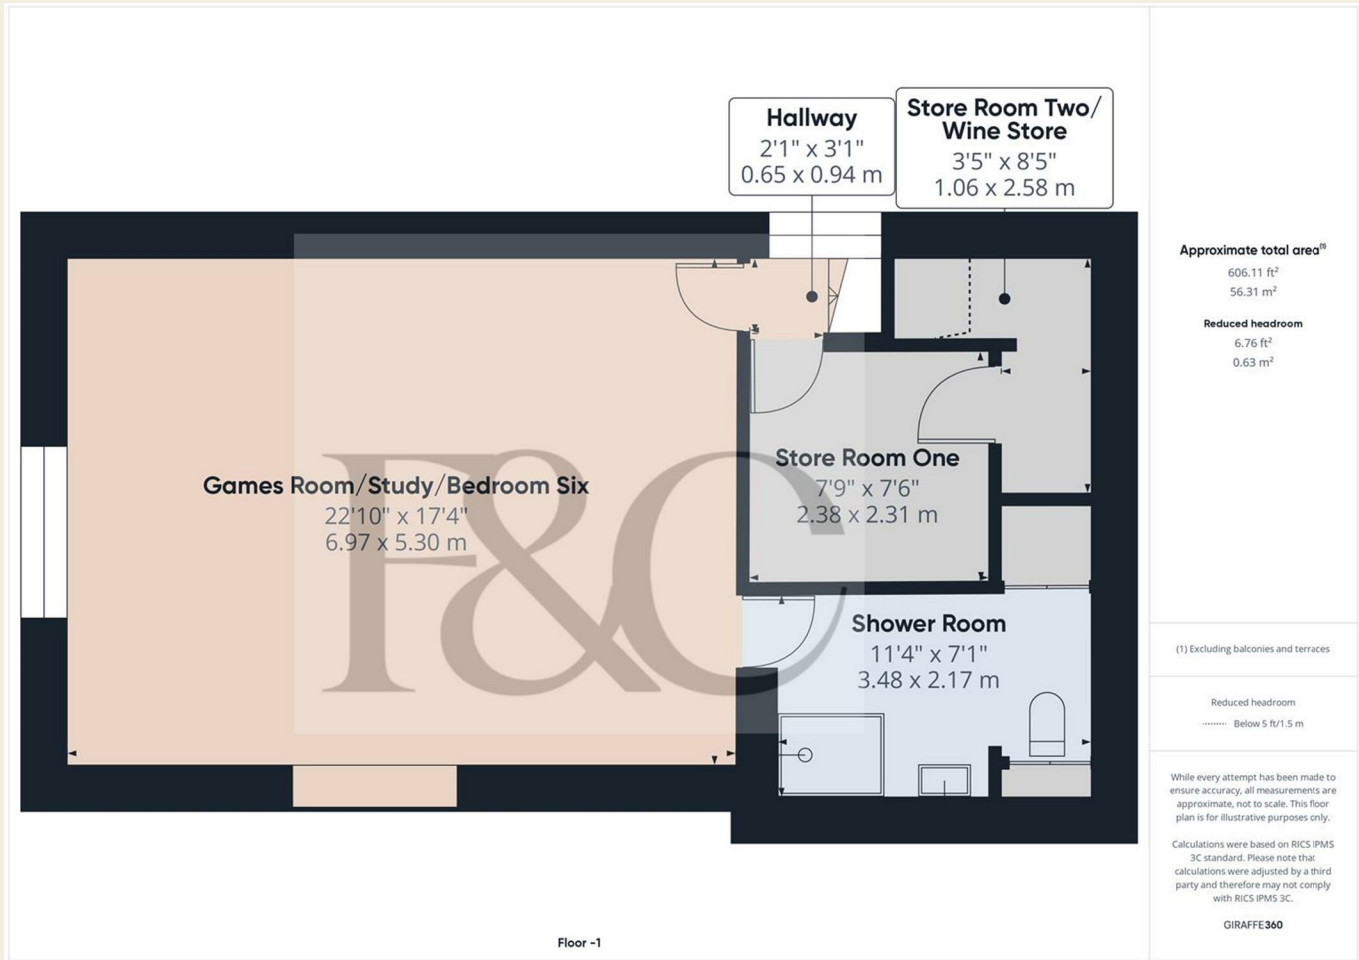 Hallway
2'1" x 3'1"
0.65 x 0.94 m
Store Room Two/
Wine Store
3'5" x 8'5"
1.06 x 2.58 m
Games Room/Study/Bedroom Six
22'10" x 17'4"
6.97 x 5.30 m
F&C
Store Room One
7'9" x 7'6"
2.38 x 2.31 m
Shower Room
11'4" x 7'1"
3.48 x 2.17 m
Floor -1
Approximate total area⁽¹⁾
606.11 ft²
56.31 m²
Reduced headroom
6.76 ft²
0.63 m²
(1) Excluding balconies and terraces
Reduced headroom
Below 5 ft/1.5 m
While every attempt has been made to
ensure accuracy, all measurements are
approximate, not to scale. This floor
plan is for illustrative purposes only.
Calculations were based on RICS IPMS
3C standard. Please note that
calculations were adjusted by a third
party and therefore may not comply
with RICS IPMS 3C.
GIRAFFE360